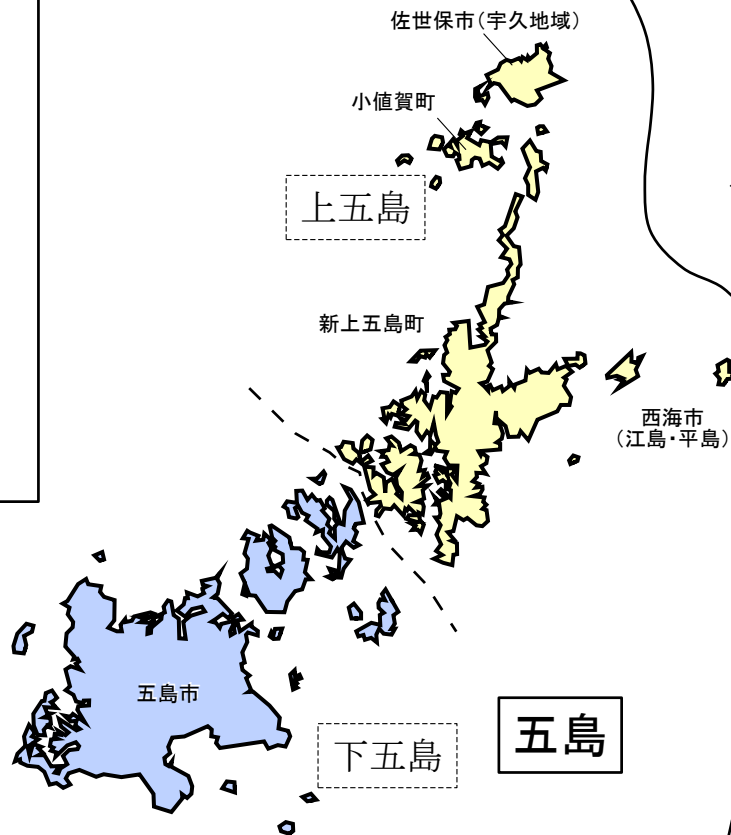 佐世保市(宇久地域)
小値賀町
上五島
新上五島町
西海市
(江島・平島)
五島市
下五島
五島